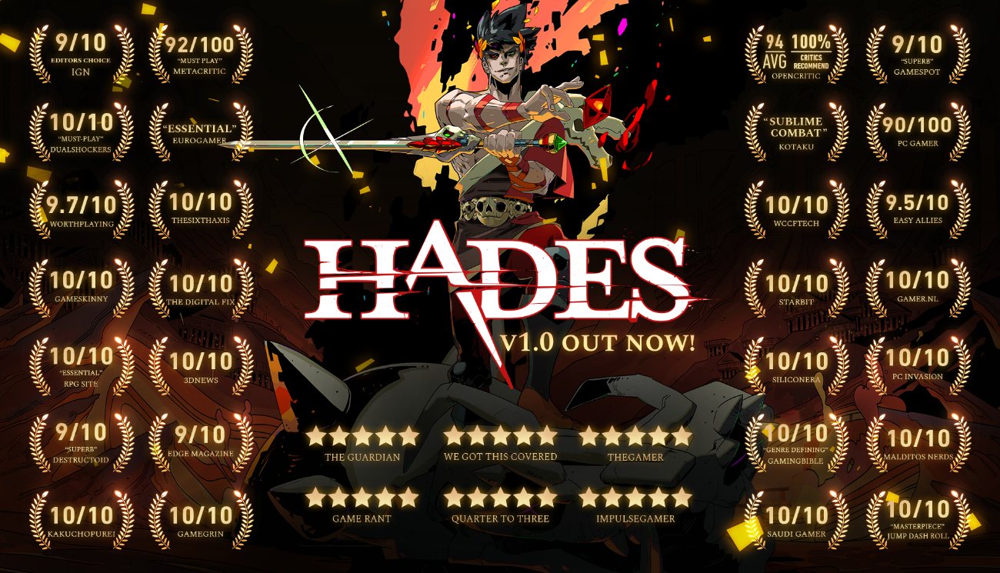 9/10
EDITORS CHOICE
IGN
92/100
"MUST PLAY"
METACRITIC
10/10
"MUST-PLAY"
DUALSHOCKERS
"ESSENTIAL"
EUROGAMER
9.7/10
WORTHPLAYING
10/10
THESIXTHAXIS
10/10
GAMESKINNY
10/10
THE DIGITAL FIX
10/10
"ESSENTIAL"
RPG SITE
10/10
3DNEWS
9/10
"SUPERB"
DESTRUCTOID
9/10
EDGE MAGAZINE
10/10
KAKUCHOPUREI
10/10
GAMEGRIN
HADES
V1.0 OUT NOW!
THE GUARDIAN
WE GOT THIS COVERED
THEGAMER
GAME RANT
QUARTER TO THREE
IMPULSEGAMER
94 100%
AVG CRITICS
RECOMMEND
OPENCRITIC
9/10
"SUPERB"
GAMESPOT
"SUBLIME
COMBAT"
KOTAKU
90/100
PC GAMER
10/10
WCCFTECH
9.5/10
EASY ALLIES
10/10
STARBIT
10/10
GAMER.NL
10/10
SILICONERA
10/10
PC INVASION
10/10
"GENRE DEFINING"
GAMINGBIBLE
10/10
MALDITOS NERDS
10/10
SAUDI GAMER
10/10
"MASTERPIECE"
JUMP DASH ROLL